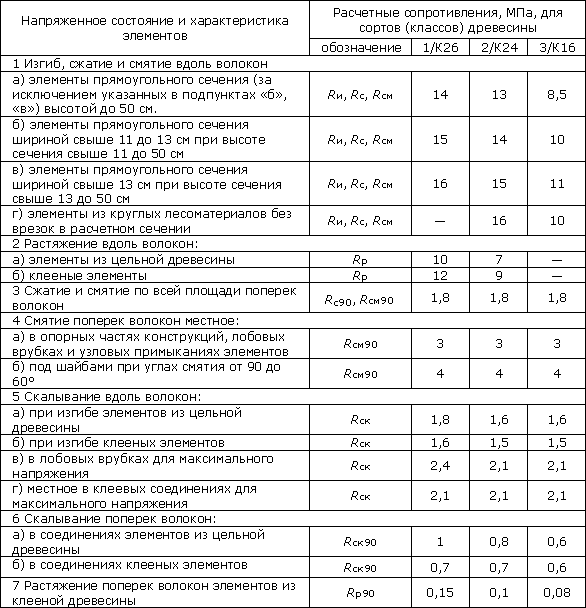 Напряженное состояние и характеристика элементов
Расчетные сопротивления, МПа, для сортов (классов) древесины
обозначение 1/К26 2/К24 3/К16
1 Изгиб, сжатие и смятие вдоль волокон
а) элементы прямоугольного сечения (за
исключением указанных в подпунктах «б»,
«в») высотой до 50 см.
Rи, Rс, Rсм 14 13 8,5
б) элементы прямоугольного сечения
шириной свыше 11 до 13 см при высоте
сечения свыше 11 до 50 см
Rи, Rс, Rсм 15 14 10
в) элементы прямоугольного сечения
шириной свыше 13 см при высоте сечения
свыше 13 до 50 см
Rи, Rс, Rсм 16 15 11
г) элементы из круглых лесоматериалов без
врезок в расчетном сечении
Rи, Rс, Rсм — 16 10
2 Растяжение вдоль волокон:
а) элементы из цельной древесины Rр 10 7 —
б) клееные элементы Rр 12 9 —
3 Сжатие и смятие по всей площади поперек
волокон
Rс90, Rсм90 1,8 1,8 1,8
4 Смятие поперек волокон местное:
а) в опорных частях конструкций, лобовых
врубках и узловых примыканиях элементов
Rсм90 3 3 3
б) под шайбами при углах смятия от 90 до
60°
Rсм90 4 4 4
5 Скалывание вдоль волокон:
а) при изгибе элементов из цельной
древесины
Rск 1,8 1,6 1,6
б) при изгибе клееных элементов Rск 1,6 1,5 1,5
в) в лобовых врубках для максимального
напряжения
Rск 2,4 2,1 2,1
г) местное в клеевых соединениях для
максимального напряжения
Rск 2,1 2,1 2,1
6 Скалывание поперек волокон:
а) в соединениях элементов из цельной
древесины
Rск90 1 0,8 0,6
б) в соединениях клееных элементов Rск90 0,7 0,7 0,6
7 Растяжение поперек волокон элементов из
клееной древесины
Rр90 0,15 0,1 0,08